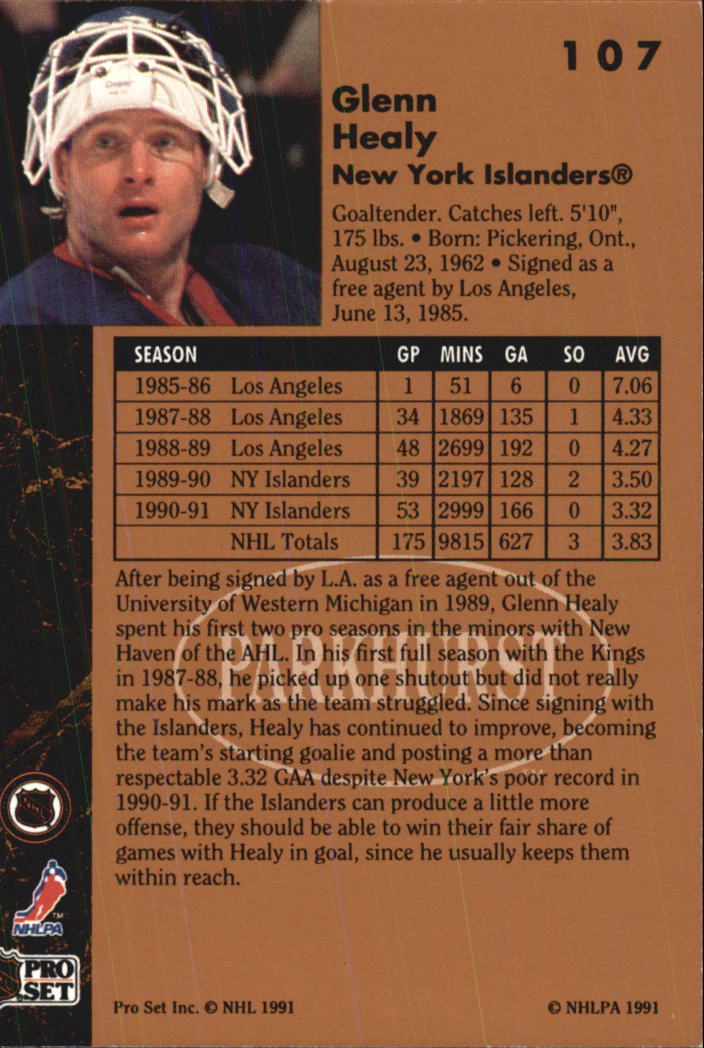 107
Glenn
Healy
New York Islanders®
Goaltender. Catches left. 5'10",
175 lbs. • Born: Pickering, Ont.,
August 23, 1962 • Signed as a
free agent by Los Angeles,
June 13, 1985.
SEASON GP MINS GA SO AVG
1985-86 Los Angeles 1 51 6 0 7.06
1987-88 Los Angeles 34 1869 135 1 4.33
1988-89 Los Angeles 48 2699 192 0 4.27
1989-90 NY Islanders 39 2197 128 2 3.50
1990-91 NY Islanders 53 2999 166 0 3.32
NHL Totals 175 9815 627 3 3.83
PARKHURST
After being signed by L.A. as a free agent out of the
University of Western Michigan in 1989, Glenn Healy
spent his first two pro seasons in the minors with New
Haven of the AHL. In his first full season with the Kings
in 1987-88, he picked up one shutout but did not really
make his mark as the team struggled. Since signing with
the Islanders, Healy has continued to improve, becoming
the team's starting goalie and posting a more than
respectable 3.32 GAA despite New York's poor record in
1990-91. If the Islanders can produce a little more
offense, they should be able to win their fair share of
games with Healy in goal, since he usually keeps them
within reach.
NHL
NHLPA™
PRO
SET
Pro Set Inc. © NHL 1991 © NHLPA 1991